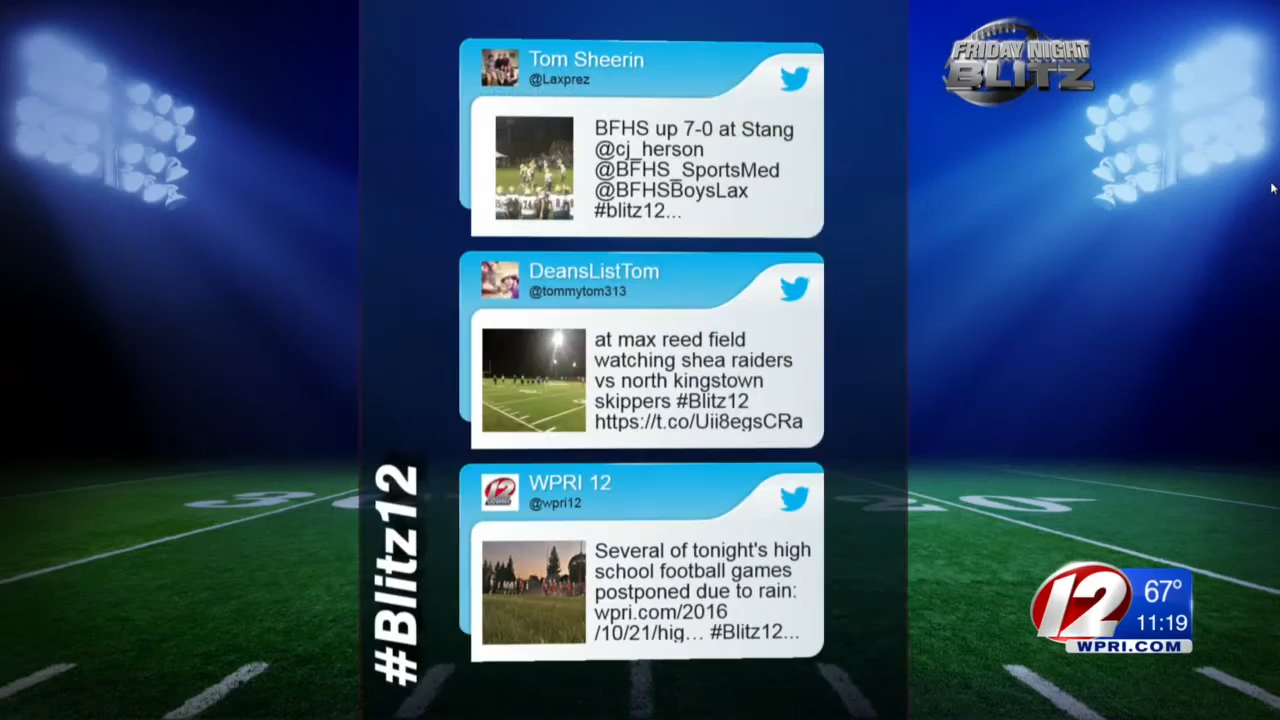 Tom Sheerin
@Laxprez
BFHS up 7-0 at Stang
@cj_herson
@BFHS_SportsMed
@BFHSBoysLax
#blitz12...
DeansListTom
@tommytom313
at max reed field
watching shea raiders
vs north kingstown
skippers #Blitz12
https://t.co/Uii8egsCRa
WPRI 12
@wpri12
Several of tonight's high
school football games
postponed due to rain:
wpri.com/2016
/10/21/hig... #Blitz12...
#Blitz12
FRIDAY NIGHT
BLITZ
12
67°
11:19
WPRI.COM